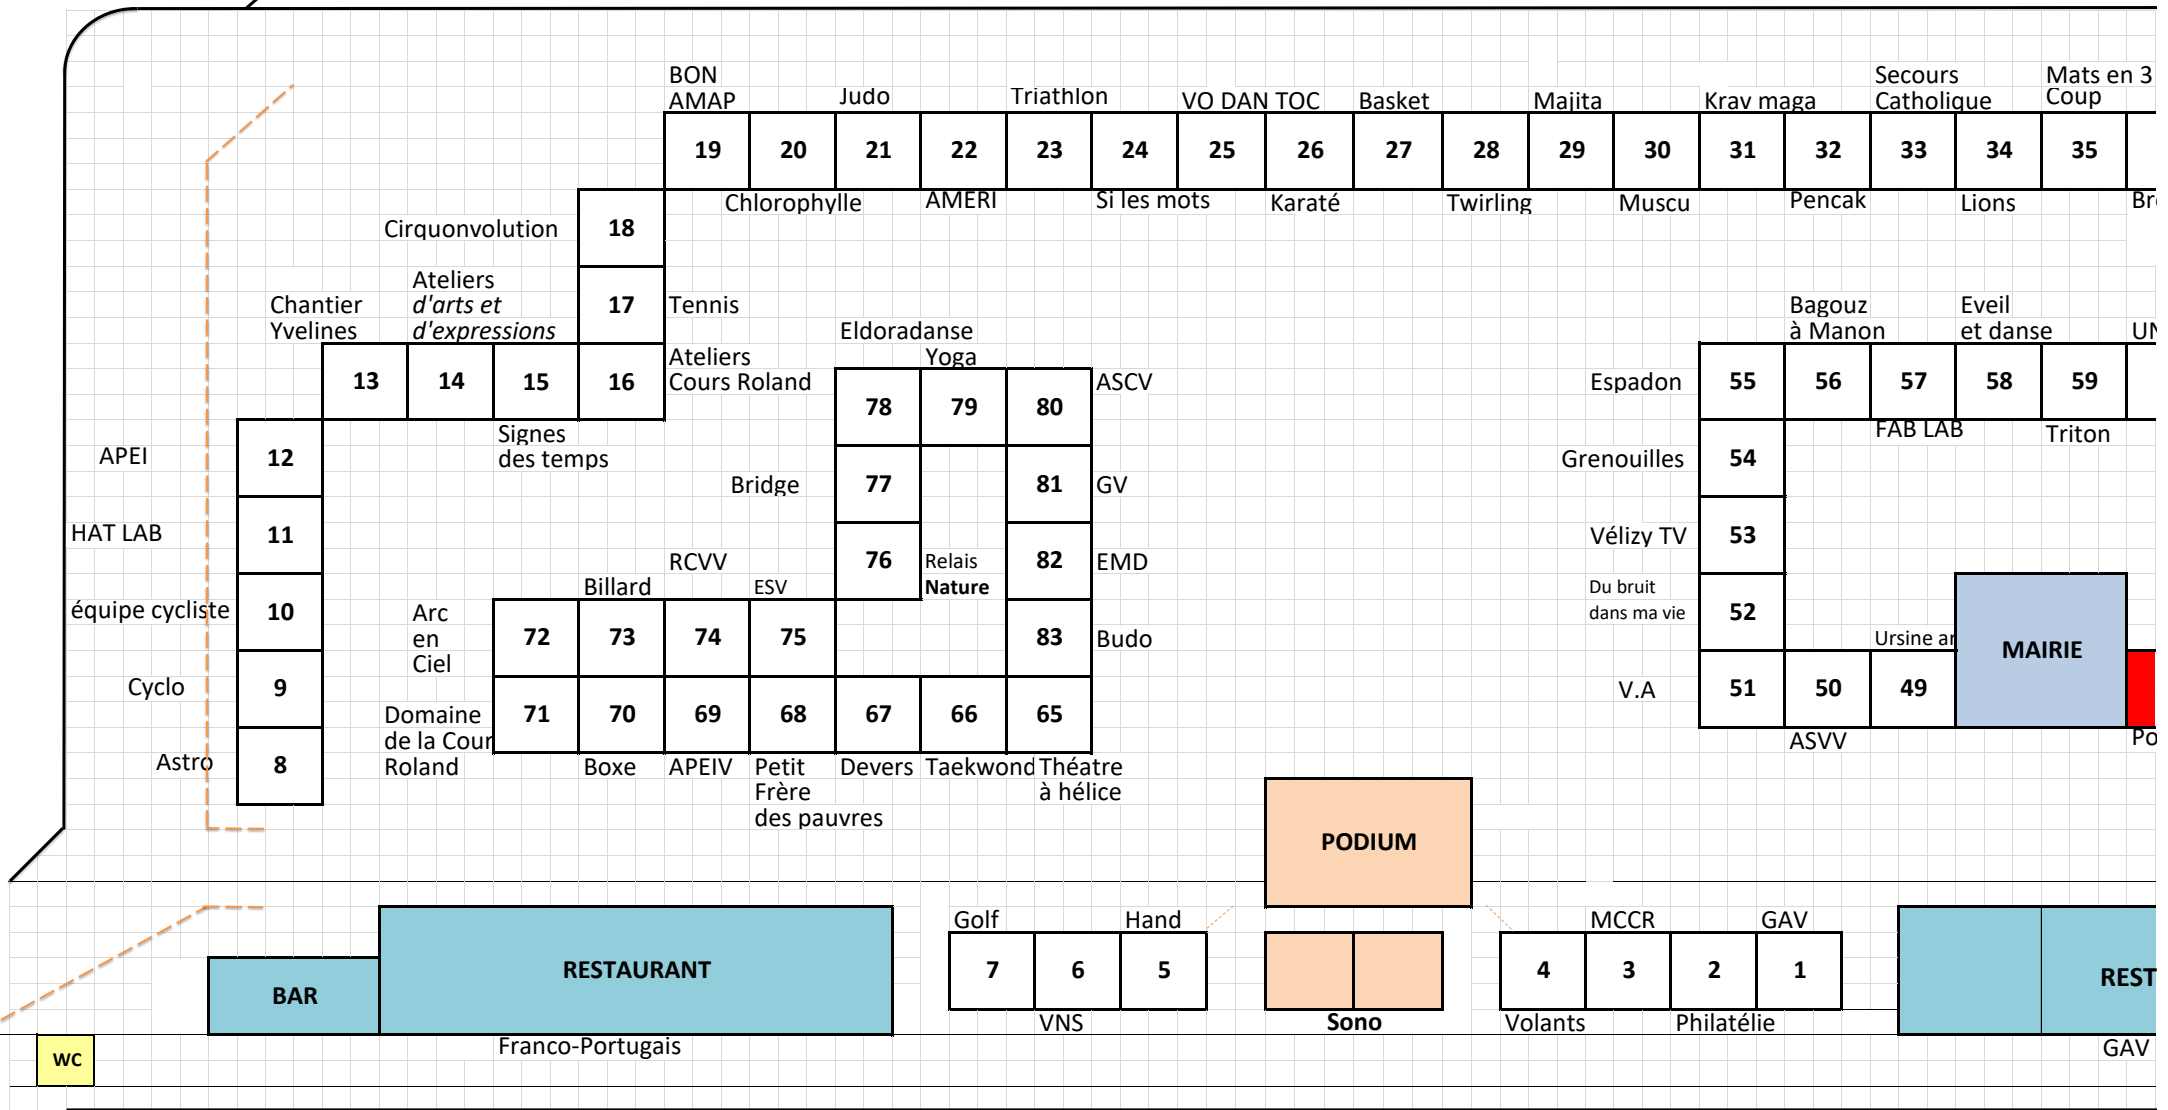 BON
AMAP
Judo
Triathlon
VO DAN TOC
Basket
Majita
Krav maga
Secours
Catholique
Mats en 3
Coup
19 20 21 22 23 24 25 26 27 28 29 30 31 32 33 34 35
Chlorophylle
AMERI
Si les mots
Karaté
Twirling
Muscu
Pencak
Lions
Cirquonvolution
18
Ateliers
d'arts et
d'expressions
Chantier
Yvelines
17
Tennis
Ateliers
Cours Roland
13 14 15 16
Signes
des temps
Eldoradanse
Yoga
78 79 80
ASCV
Bridge
77
81
GV
76
Relais
Nature
82
EMD
83
Budo
APEI
12
HAT LAB
11
équipe cycliste
10
Cyclo
9
Astro
8
Arc
en
Ciel
Billard
RCVV
ESV
72 73 74 75
Domaine
de la Cour
Roland
71 70 69 68 67 66 65
Boxe
APEIV
Petit
Frère
des pauvres
Devers
Taekwond
Théatre
à hélice
Bagouz
à Manon
Eveil
et danse
Espadon
55 56 57 58 59
FAB LAB
Triton
Grenouilles
54
Vélizy TV
53
Du bruit
dans ma vie
52
Ursine
MAIRIE
V.A
51 50 49
ASVV
PODIUM
BAR
RESTAURANT
Franco-Portugais
Golf
Hand
7 6 5
VNS
Sono
MCCR
GAV
4 3 2 1
Volants
Philatélie
REST
GAV
WC